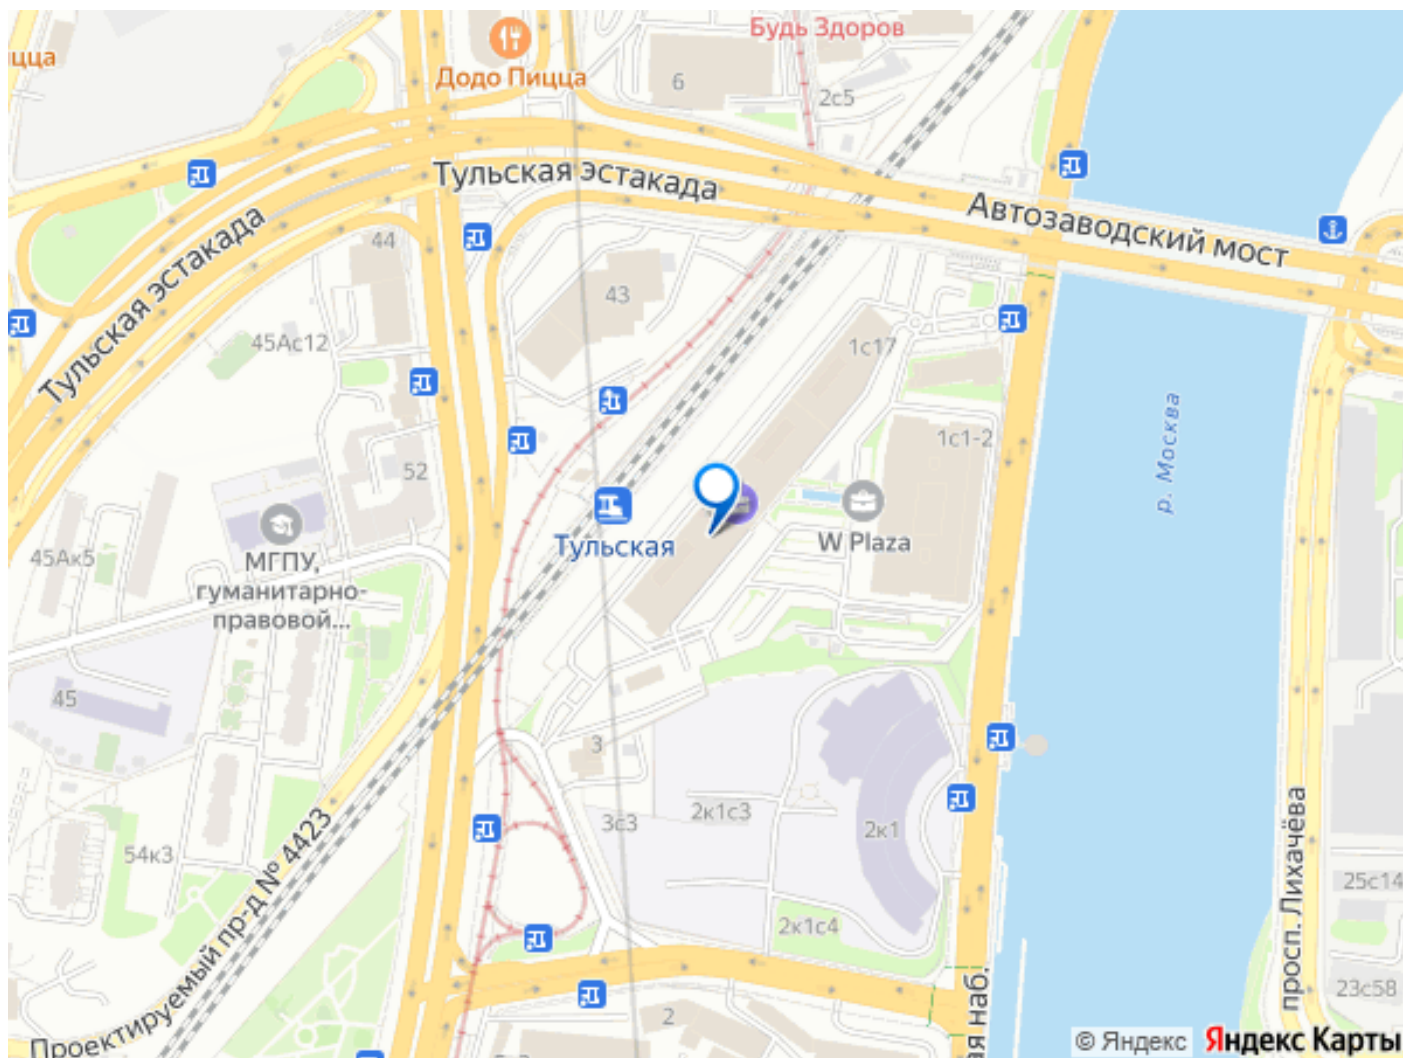 Будь Здоров
цца
Додо Пицца
6
2с5
Тульская эстакада
Автозаводский мост
Тульская эстакада
44
43
45Ас12
1с17
р. Москва
1с1-2
52
W Plaza
Тульская
45Ак5
МГПУ,
гуманитарно-
правовой...
45
3
2к1с3
3с3
2к1
54к3
Проектируемый пр-д № 4423
просп. Лихачёва
25с14
2к1с4
23с58
2
ая наб.
© Яндекс Яндекс Карты